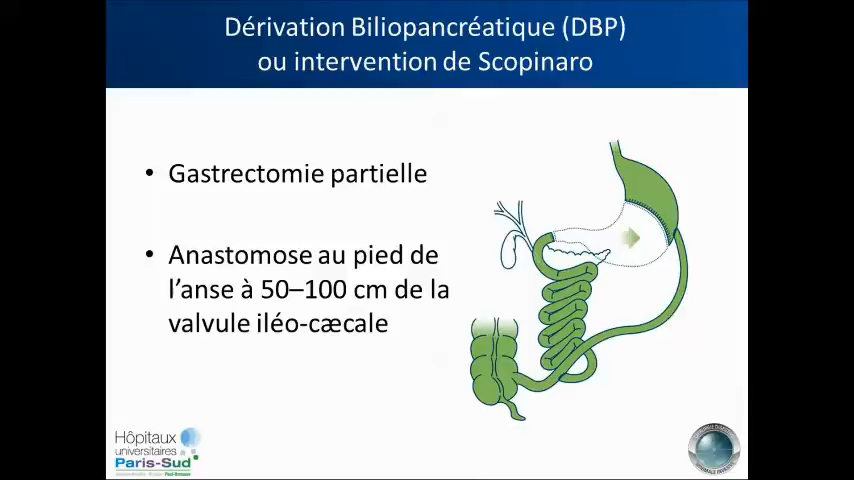 Dérivation Biliopancréatique (DBP)
ou intervention de Scopinaro
• Gastrectomie partielle
• Anastomose au pied de
l’anse à 50–100 cm de la
valvule iléo-cæcale
Hôpitaux
universitaires
Paris-Sud